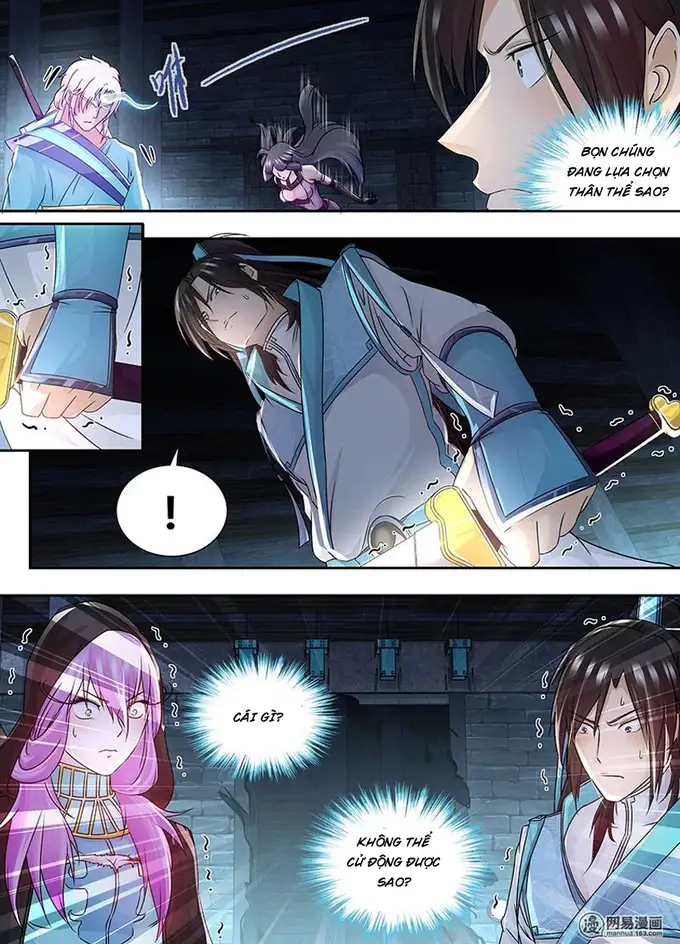 咻
BỌN CHÚNG
ĐANG LỰA CHỌN
THÂN THỂ SAO?
!
CÁI GÌ?
KHÔNG THỂ
CỬ ĐỘNG ĐƯỢC
SAO?
网易漫画
manhua.163.com